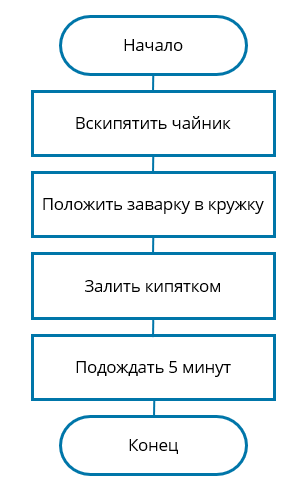 Начало
Вскипятить чайник
Положить заварку в кружку
Залить кипятком
Подождать 5 минут
Конец